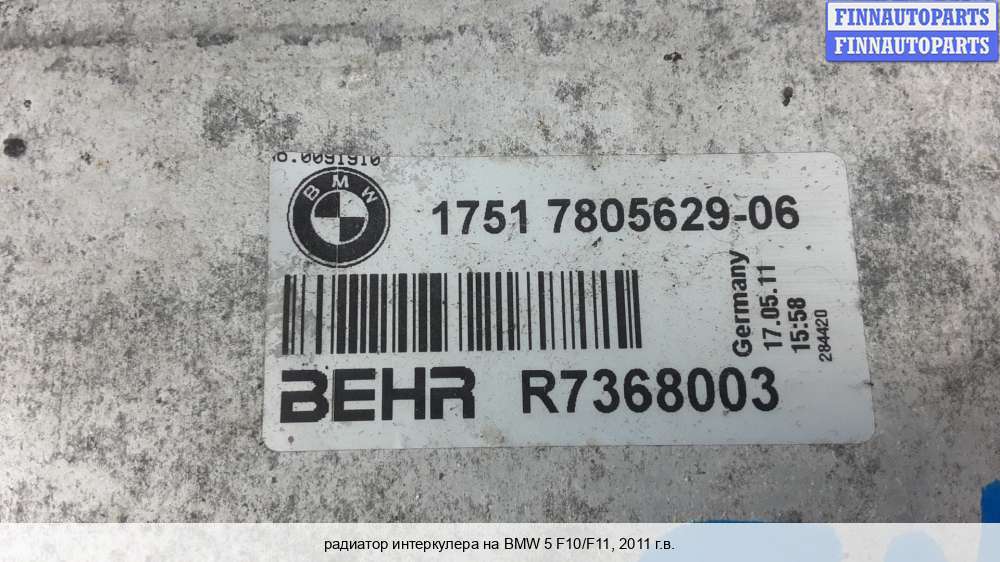 FINNAUTOPARTS
FINNAUTOPARTS
.0091910
BMW
1751 7805629-06
Germany
17.05.11
15:58
284420
BEHR R7368003
радиатор интеркулера на BMW 5 F10/F11, 2011 г.в.